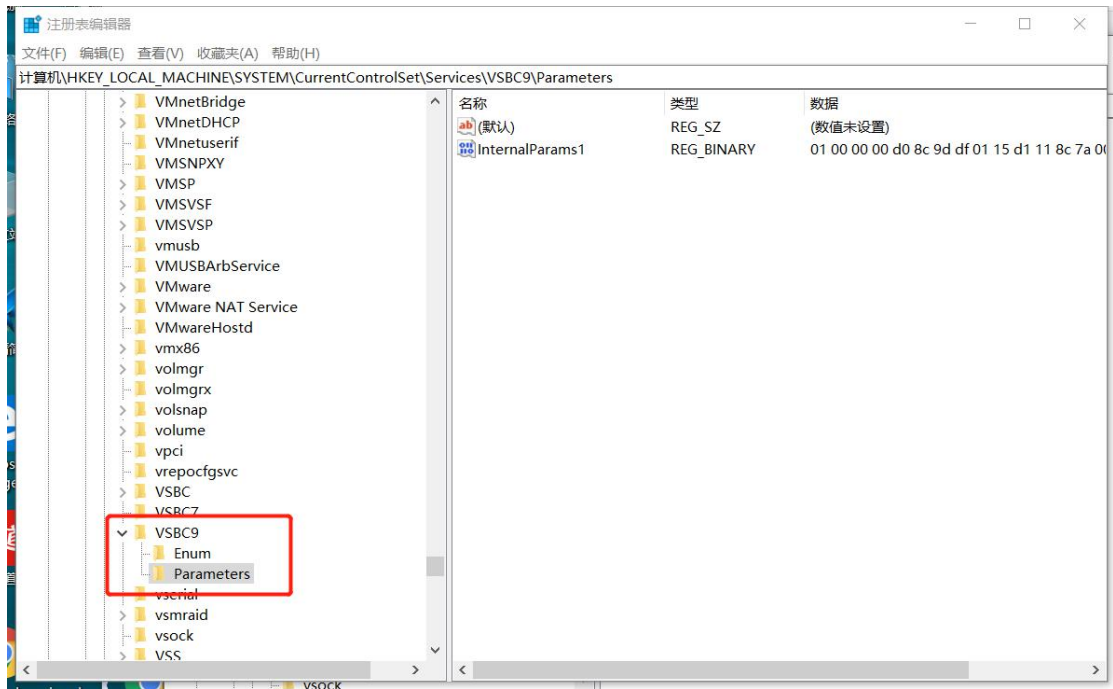 注册表编辑器
文件(F) 编辑(E) 查看(V) 收藏夹(A) 帮助(H)
计算机\HKEY_LOCAL_MACHINE\SYSTEM\CurrentControlSet\Services\VSBC9\Parameters
VMnetBridge
VMnetDHCP
VMnetuserif
VMSNPXY
VMSP
VMSVSF
VMSVSP
vmusb
VMUSBArbService
VMware
VMware NAT Service
VMwareHostd
vmx86
volmgr
volmgrx
volsnap
volume
vpci
vrepocfgsvc
VSBC
VSBC7
VSBC9
Enum
Parameters
vserial
vsmraid
vsock
VSS
名称 类型 数据
ab (默认) REG_SZ (数值未设置)
InternalParams1 REG_BINARY 01 00 00 00 d0 8c 9d df 01 15 d1 11 8c 7a 00
vsock